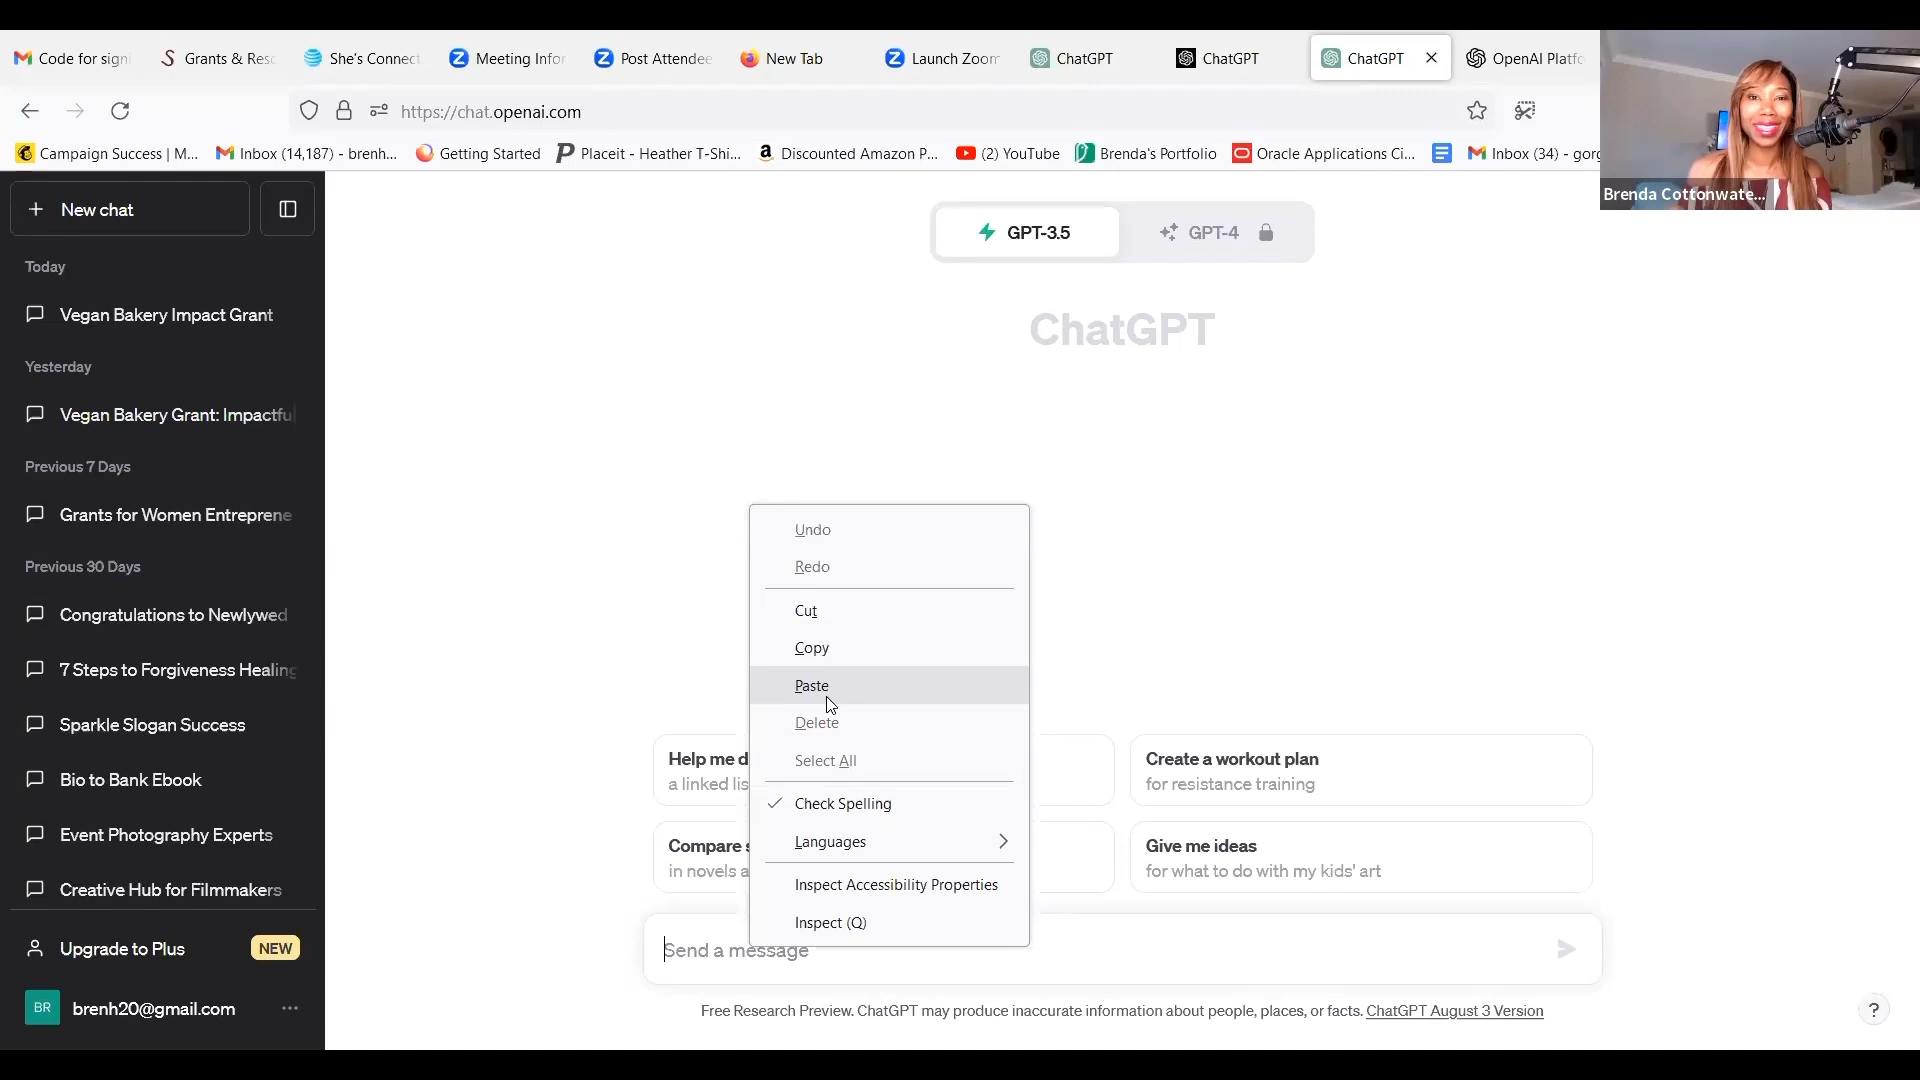 Code for sign
Grants & Reso
She's Connect
Meeting Infor
Post Attendee
New Tab
Launch Zoom
ChatGPT
ChatGPT
ChatGPT
OpenAI Platfo
https://chat.openai.com
Campaign Success | M...
Inbox (14,187) - brenh...
Getting Started
Placeit - Heather T-Shi...
Discounted Amazon P...
(2) YouTube
Brenda's Portfolio
Oracle Applications Ci...
Inbox (34) - gorg
Brenda Cottonwate...
New chat
Today
Vegan Bakery Impact Grant
Yesterday
Vegan Bakery Grant: Impactful
Previous 7 Days
Grants for Women Entreprene
Previous 30 Days
Congratulations to Newlywed
7 Steps to Forgiveness Healing
Sparkle Slogan Success
Bio to Bank Ebook
Event Photography Experts
Creative Hub for Filmmakers
Upgrade to Plus
NEW
BR
brenh20@gmail.com
GPT-3.5
GPT-4
ChatGPT
Undo
Redo
Cut
Copy
Paste
Delete
Select All
Check Spelling
Languages
Inspect Accessibility Properties
Inspect (Q)
Help me d
a linked lis
Create a workout plan
for resistance training
Compare s
in novels a
Give me ideas
for what to do with my kids' art
Send a message
Free Research Preview. ChatGPT may produce inaccurate information about people, places, or facts. ChatGPT August 3 Version
?